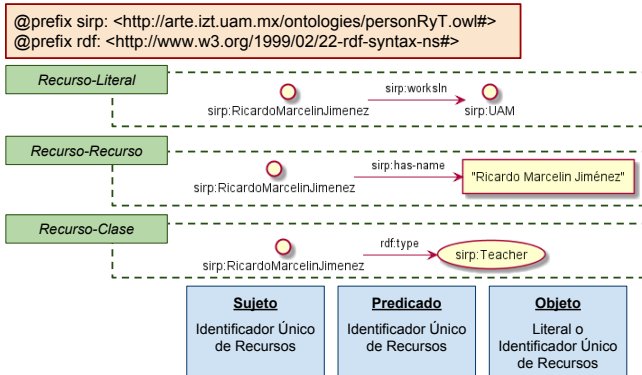 @prefix sirp: <http://arte.izt.uam.mx/ontologies/personRyT.owl#>
@prefix rdf: <http://www.w3.org/1999/02/22-rdf-syntax-ns#>
Recurso-Literal
sirp:worksIn
sirp:RicardoMarcelinJimenez
sirp:UAM
Recurso-Recurso
sirp:has-name
"Ricardo Marcelin Jiménez"
sirp:RicardoMarcelinJimenez
Recurso-Clase
rdf:type
sirp:Teacher
sirp:RicardoMarcelinJimenez
Sujeto
Identificador Único
de Recursos
Predicado
Identificador Único
de Recursos
Objeto
Literal o
Identificador Único
de Recursos